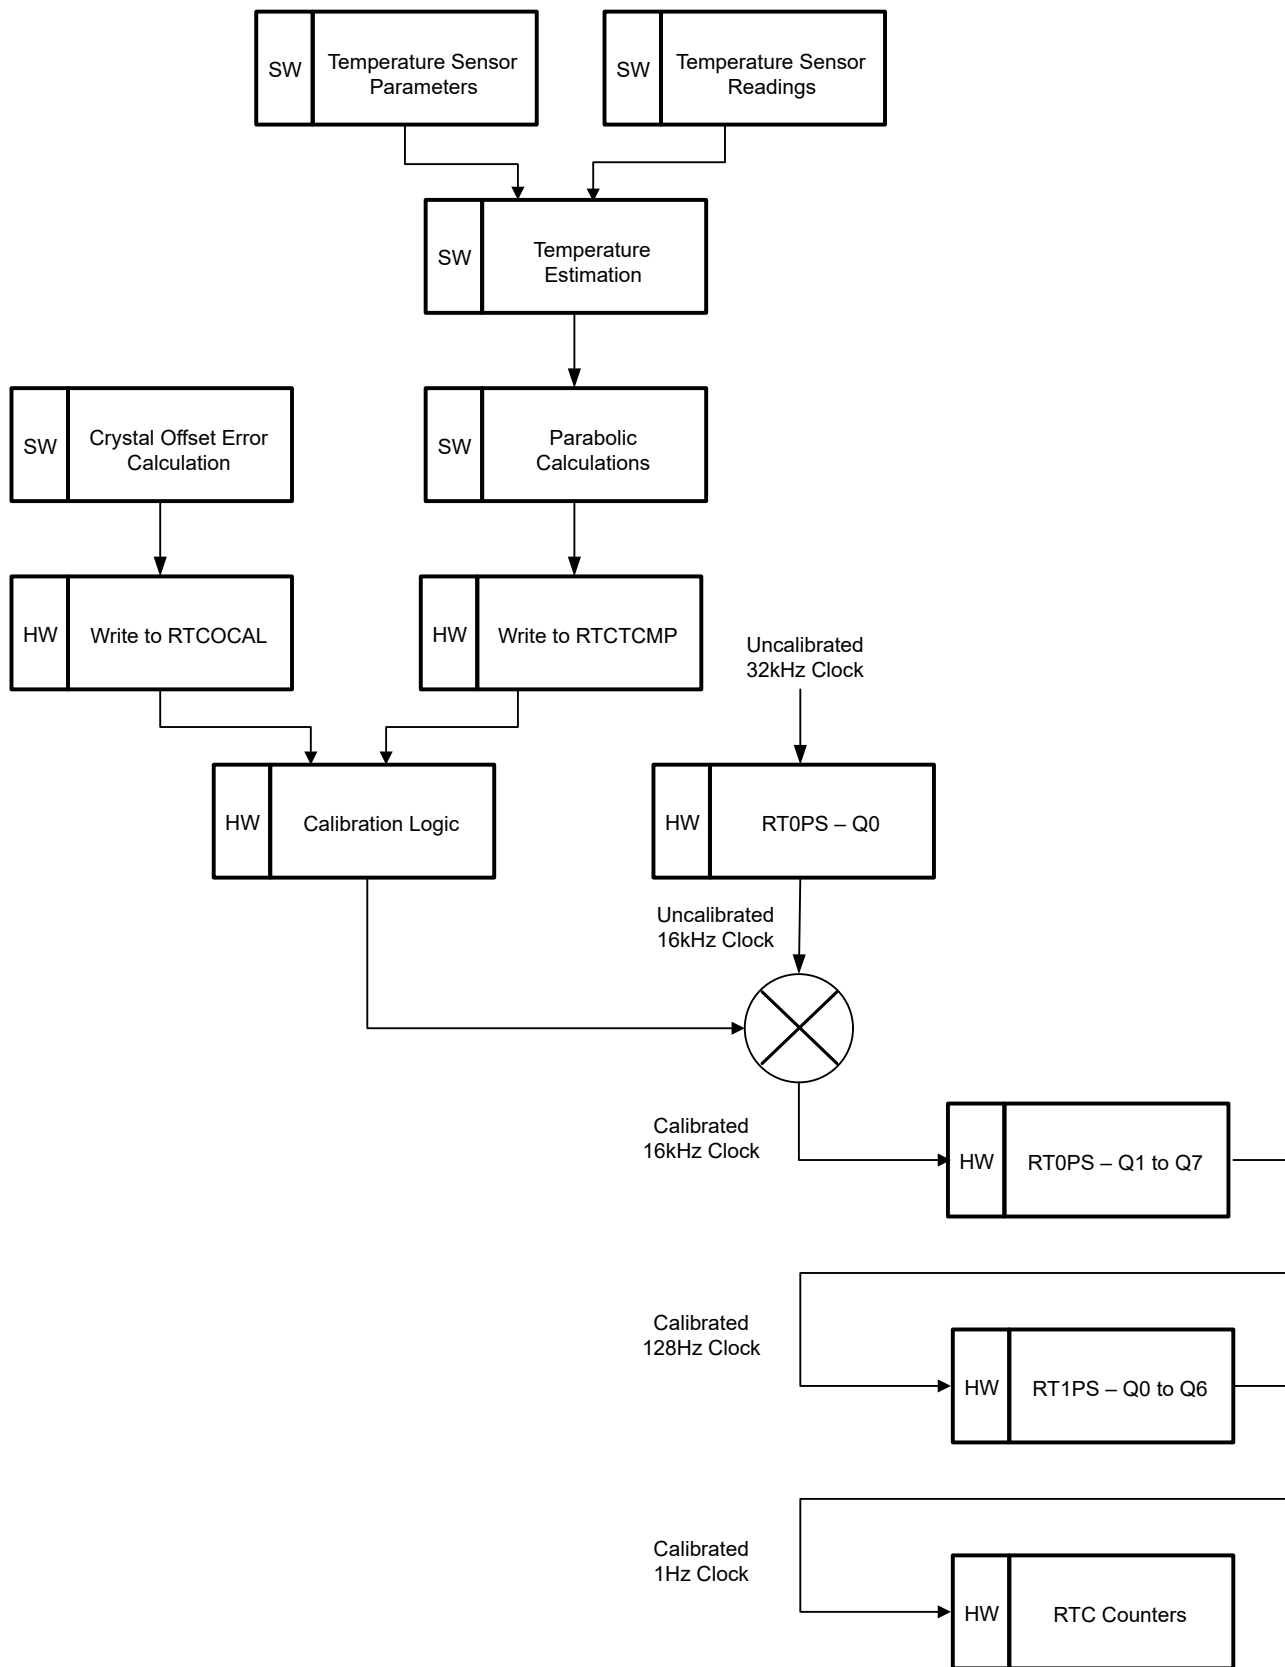 SW
Temperature Sensor
Parameters
SW
Temperature Sensor
Readings
SW
Temperature
Estimation
SW
Crystal Offset Error
Calculation
SW
Parabolic
Calculations
HW
Write to RTCOCAL
HW
Write to RTCTCMP
Uncalibrated
32kHz Clock
HW
Calibration Logic
HW
RT0PS – Q0
Uncalibrated
16kHz Clock
Calibrated
16kHz Clock
HW
RT0PS – Q1 to Q7
Calibrated
128Hz Clock
HW
RT1PS – Q0 to Q6
Calibrated
1Hz Clock
HW
RTC Counters